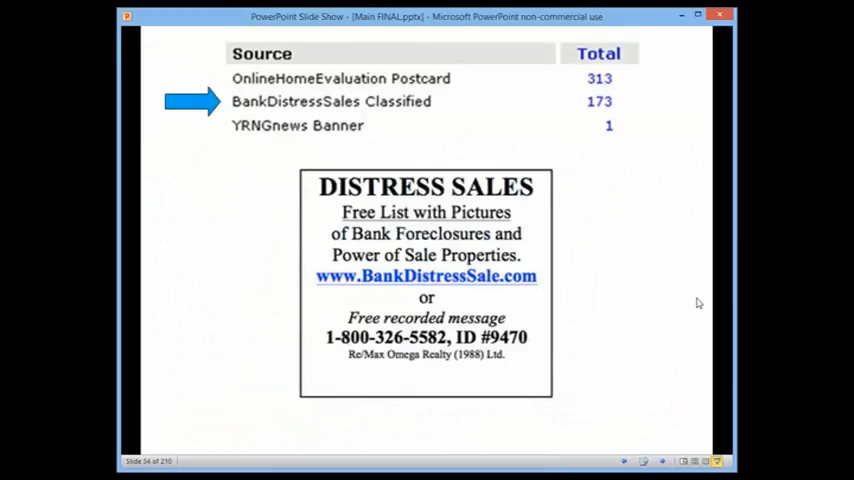 PowerPoint Slide Show - [Main FINAL.pptx] - Microsoft PowerPoint non-commercial use
Source Total
OnlineHomeEvaluation Postcard 313
BankDistressSales Classified 173
YRNGnews Banner 1
DISTRESS SALES
Free List with Pictures
of Bank Foreclosures and
Power of Sale Properties.
www.BankDistressSale.com
or
Free recorded message
1-800-326-5582, ID #9470
Re/Max Omega Realty (1988) Ltd.
Slide 54 of 210